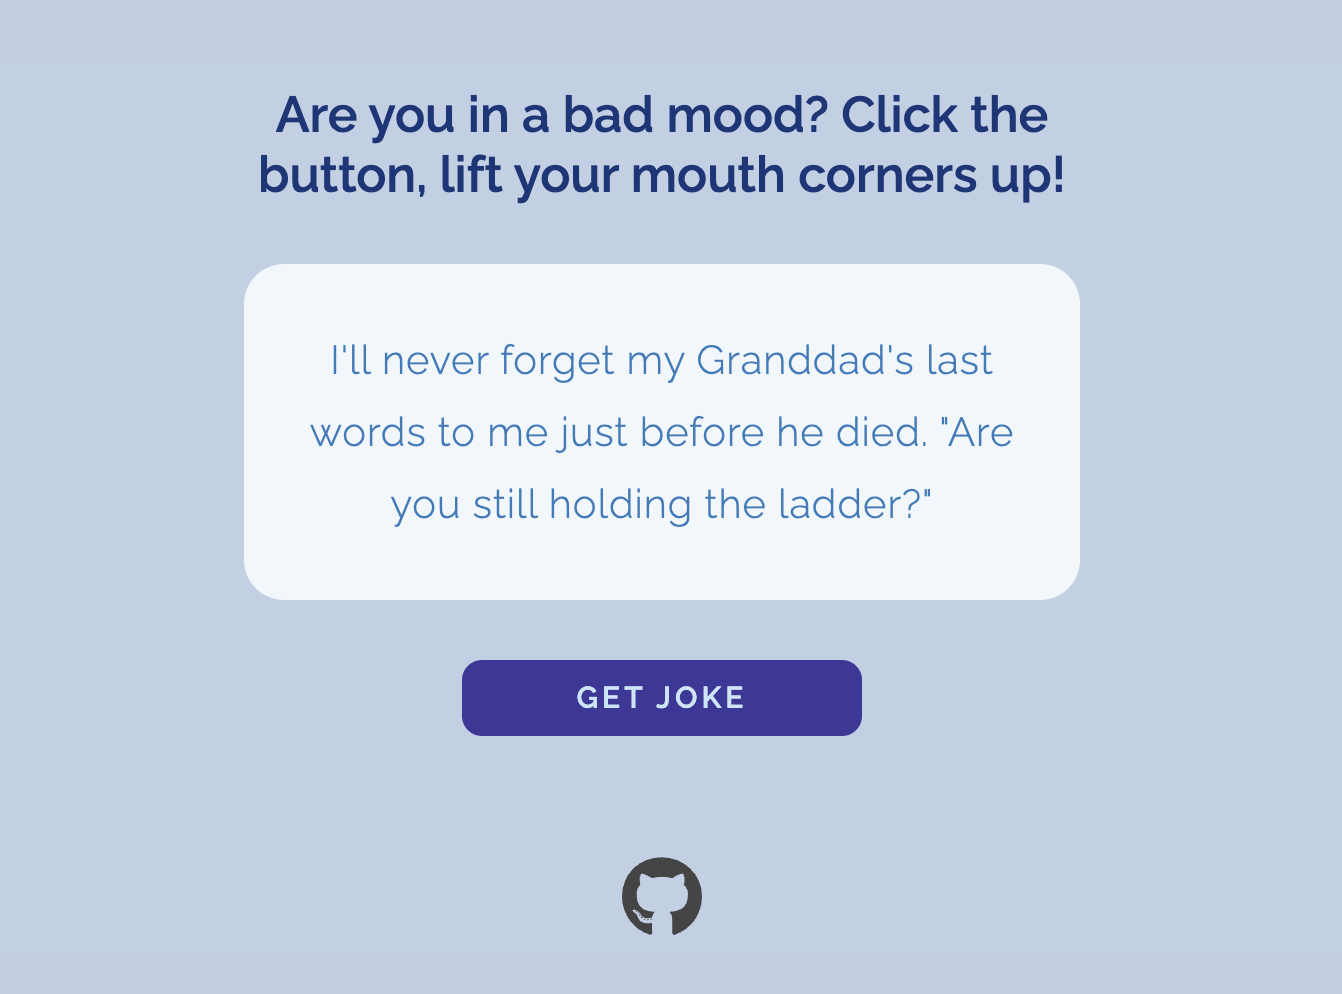 Are you in a bad mood? Click the
button, lift your mouth corners up!
I'll never forget my Granddad's last
words to me just before he died. "Are
you still holding the ladder?"
GET JOKE